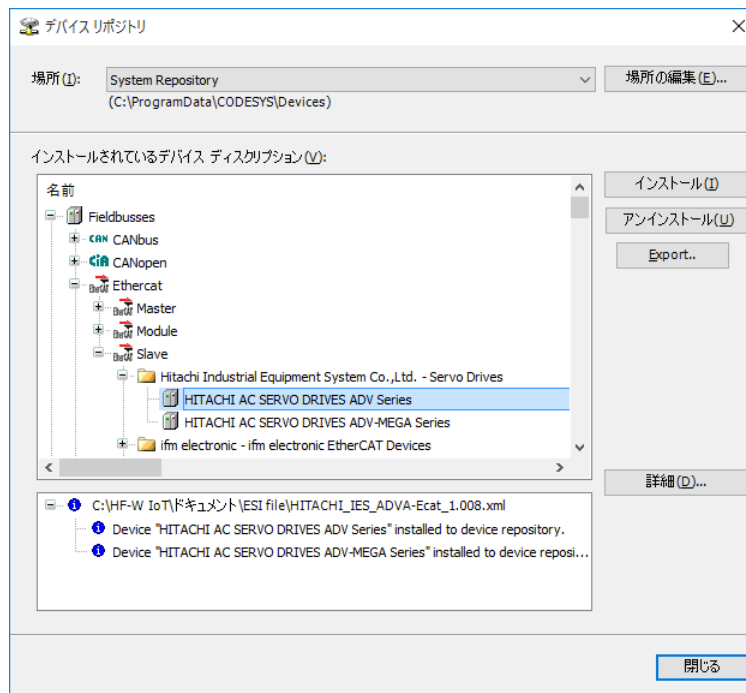 デバイス リポジトリ
場所(I):
System Repository
場所の編集(E)...
(C:\ProgramData\CODESYS\Devices)
インストールされているデバイス ディスクリプション(V):
名前
インストール(I)
Fieldbusses
アンインストール(U)
CAN CANbus
CiA CANopen
Export..
Ethercat
Master
Module
Slave
Hitachi Industrial Equipment System Co.,Ltd. - Servo Drives
HITACHI AC SERVO DRIVES ADV Series
HITACHI AC SERVO DRIVES ADV-MEGA Series
ifm electronic - ifm electronic EtherCAT Devices
詳細(D)...
C:\HF-W IoT\ドキュメント\ESI file\HITACHI_IES_ADVA-Ecat_1.008.xml
Device "HITACHI AC SERVO DRIVES ADV Series" installed to device repository.
Device "HITACHI AC SERVO DRIVES ADV-MEGA Series" installed to device reposi...
閉じる